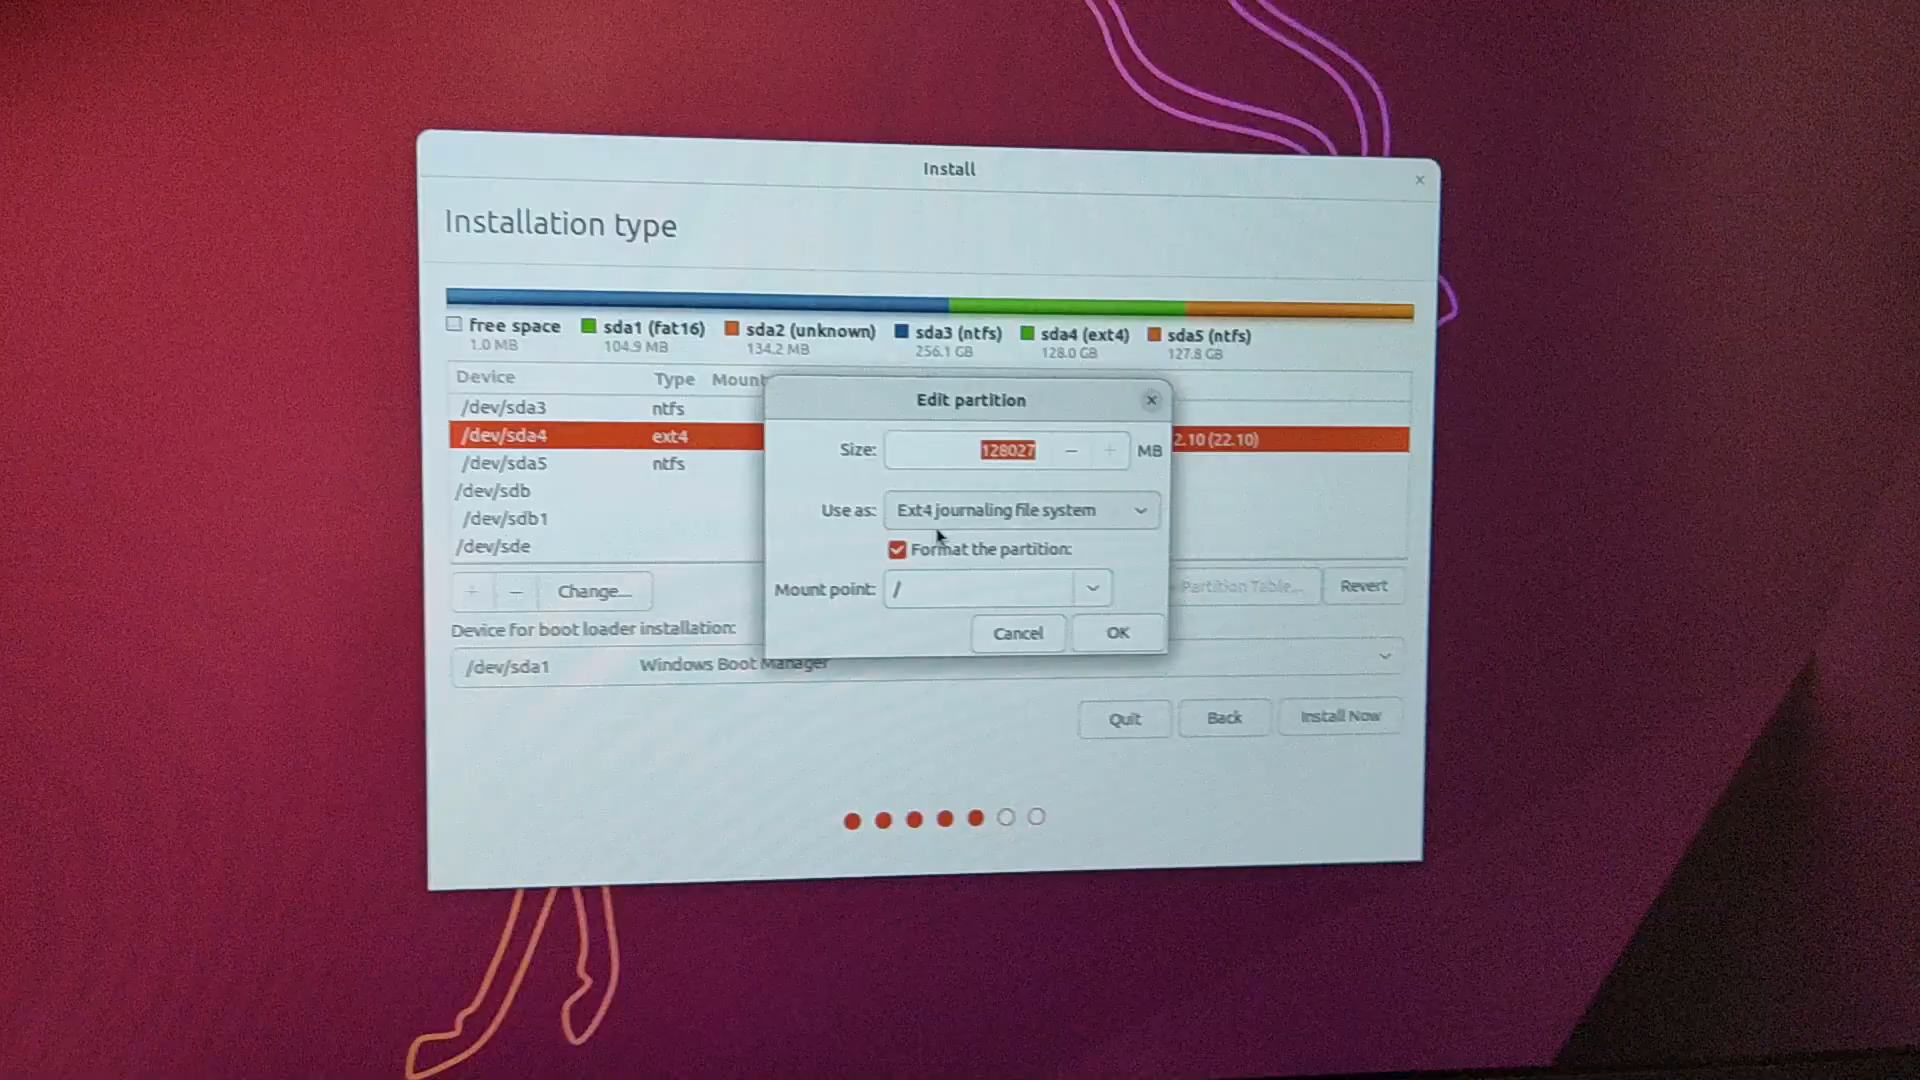 Install
Installation type
free space sda1 (fat16) sda2 (unknown) sda3 (ntfs) sda4 (ext4) sda5 (ntfs)
1.0 MB 104.9 MB 134.2 MB 256.1 GB 128.0 GB 127.8 GB
Device Type Mount
/dev/sda3 ntfs
/dev/sda4 ext4 2.10 (22.10)
/dev/sda5 ntfs
/dev/sdb
/dev/sdb1
/dev/sde
+ – Change... Partition Table... Revert
Device for boot loader installation:
/dev/sda1 Windows Boot Manager
Quit Back Install Now
Edit partition
Size: 128027 – + MB
Use as: Ext4 journaling file system
Format the partition:
Mount point: /
Cancel OK